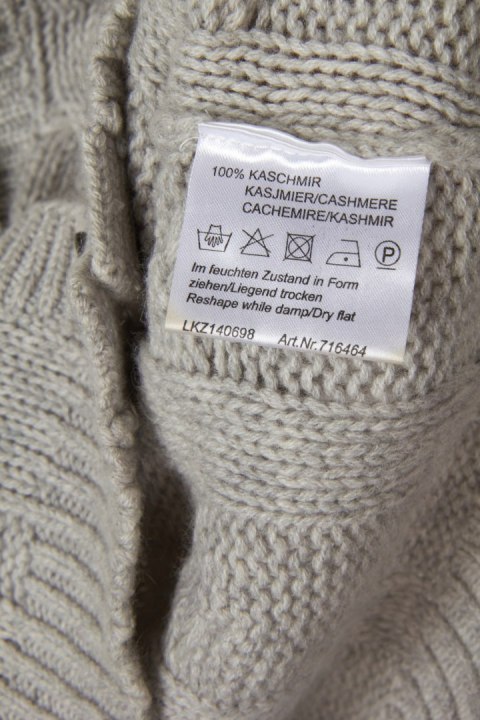 100% KASCHMIR
KASJMIER/CASHMERE
CACHEMIRE/KASHMIR
P
Im feuchten Zustand in Form
ziehen/Liegend trocken
Reshape while damp/Dry flat
LKZ140698 Art.Nr.716464